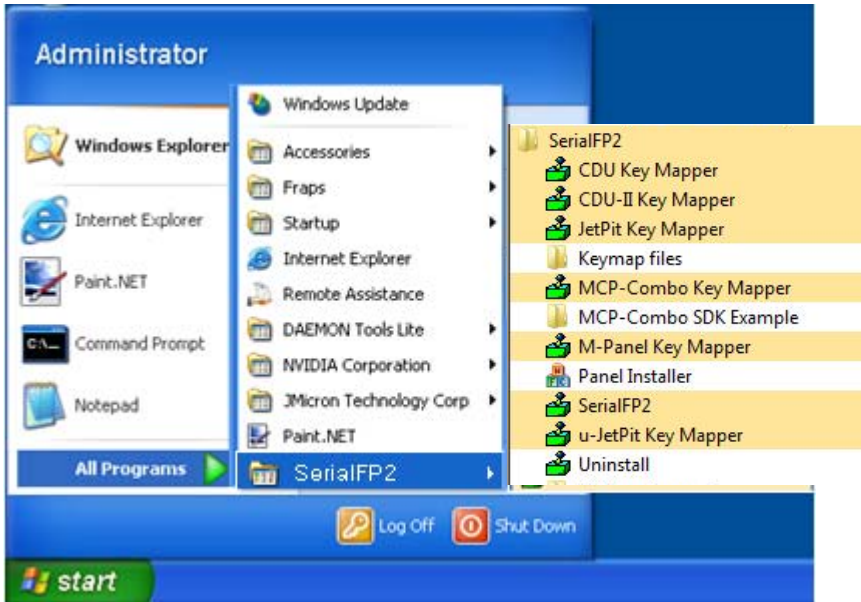 Administrator
Windows Explorer
Internet Explorer
Paint.NET
C:\_
Command Prompt
Notepad
All Programs
Windows Update
Accessories
Fraps
Startup
Internet Explorer
Remote Assistance
DAEMON Tools Lite
NVIDIA Corporation
JMicron Technology Corp
Paint.NET
SerialFP2
SerialFP2
CDU Key Mapper
CDU-II Key Mapper
JetPit Key Mapper
Keymap files
MCP-Combo Key Mapper
MCP-Combo SDK Example
M-Panel Key Mapper
Panel Installer
SerialFP2
u-JetPit Key Mapper
Uninstall
Log Off
Shut Down
start